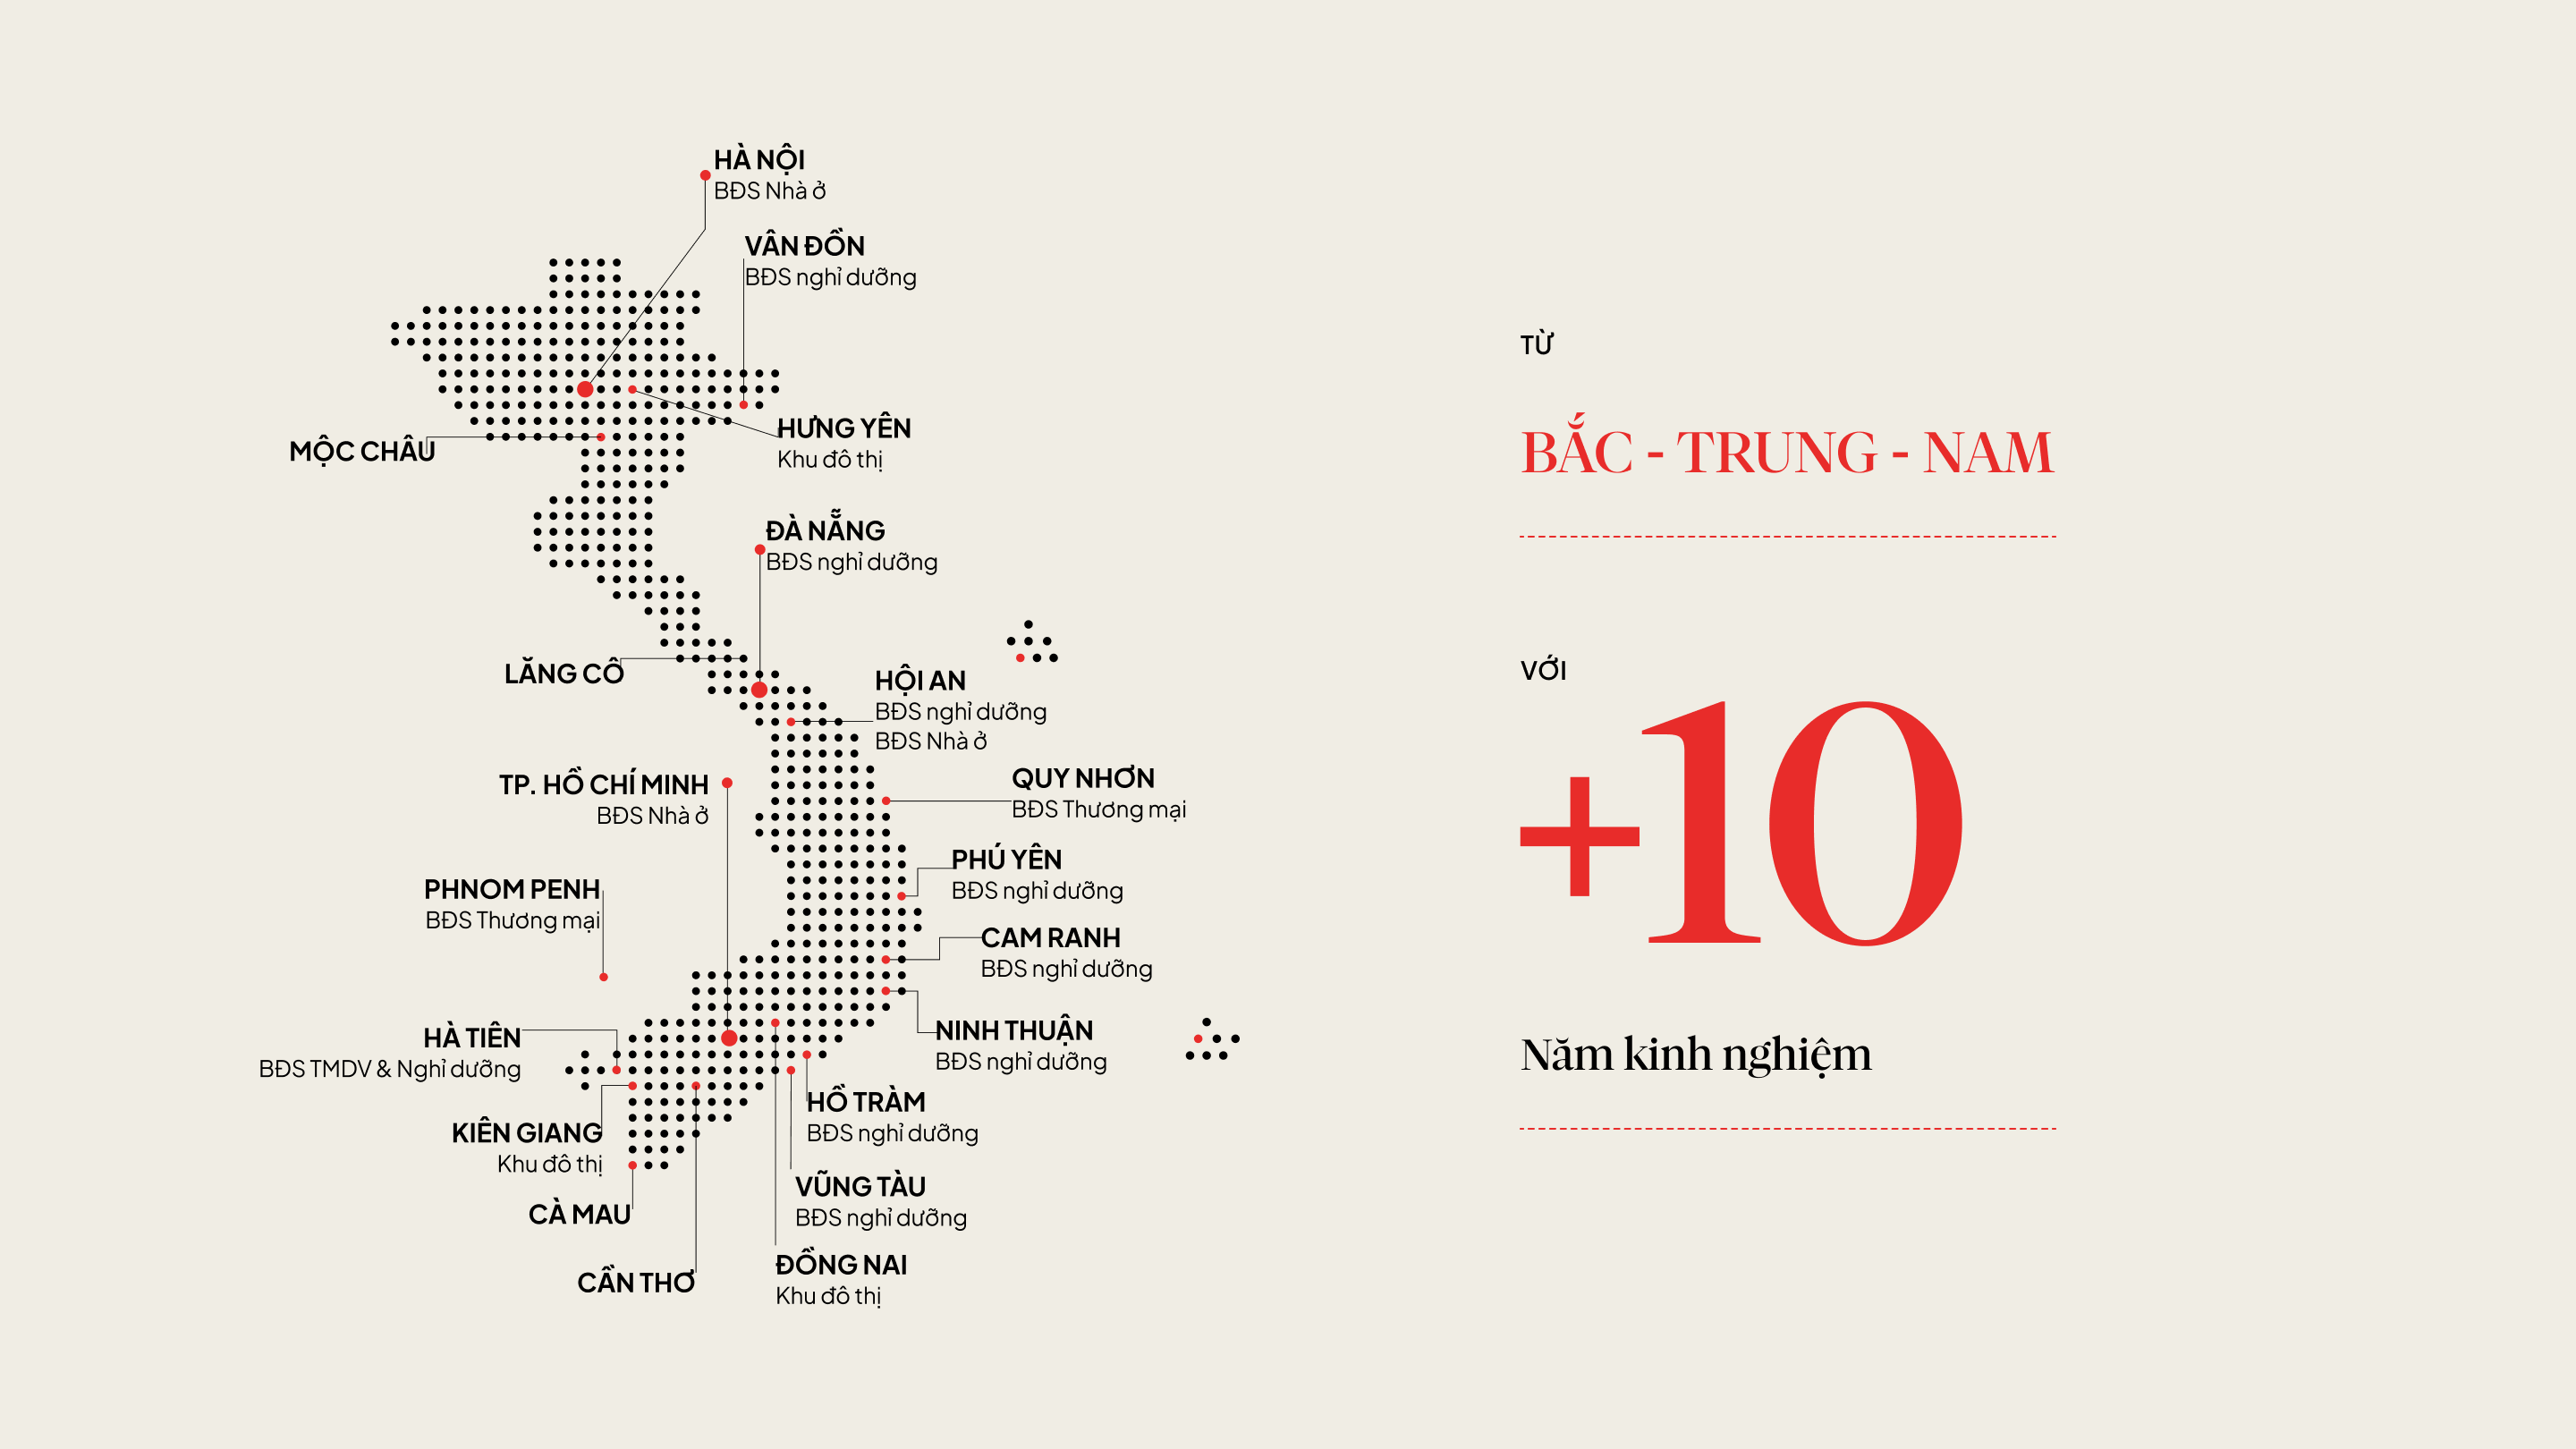 HÀ NỘI
BĐS Nhà ở
VÂN ĐỒN
BĐS nghỉ dưỡng
HƯNG YÊN
Khu đô thị
MỘC CHÂU
ĐÀ NẴNG
BĐS nghỉ dưỡng
LĂNG CÔ
HỘI AN
BĐS nghỉ dưỡng
BĐS Nhà ở
TP. HỒ CHÍ MINH
BĐS Nhà ở
QUY NHƠN
BĐS Thương mại
PHÚ YÊN
BĐS nghỉ dưỡng
PHNOM PENH
BĐS Thương mại
CAM RANH
BĐS nghỉ dưỡng
HÀ TIÊN
BĐS TMDV & Nghỉ dưỡng
NINH THUẬN
BĐS nghỉ dưỡng
HỒ TRÀM
BĐS nghỉ dưỡng
KIÊN GIANG
Khu đô thị
VŨNG TÀU
BĐS nghỉ dưỡng
CÀ MAU
ĐỒNG NAI
Khu đô thị
CẦN THƠ
TỪ
BẮC - TRUNG - NAM
VỚI
+10
Năm kinh nghiệm